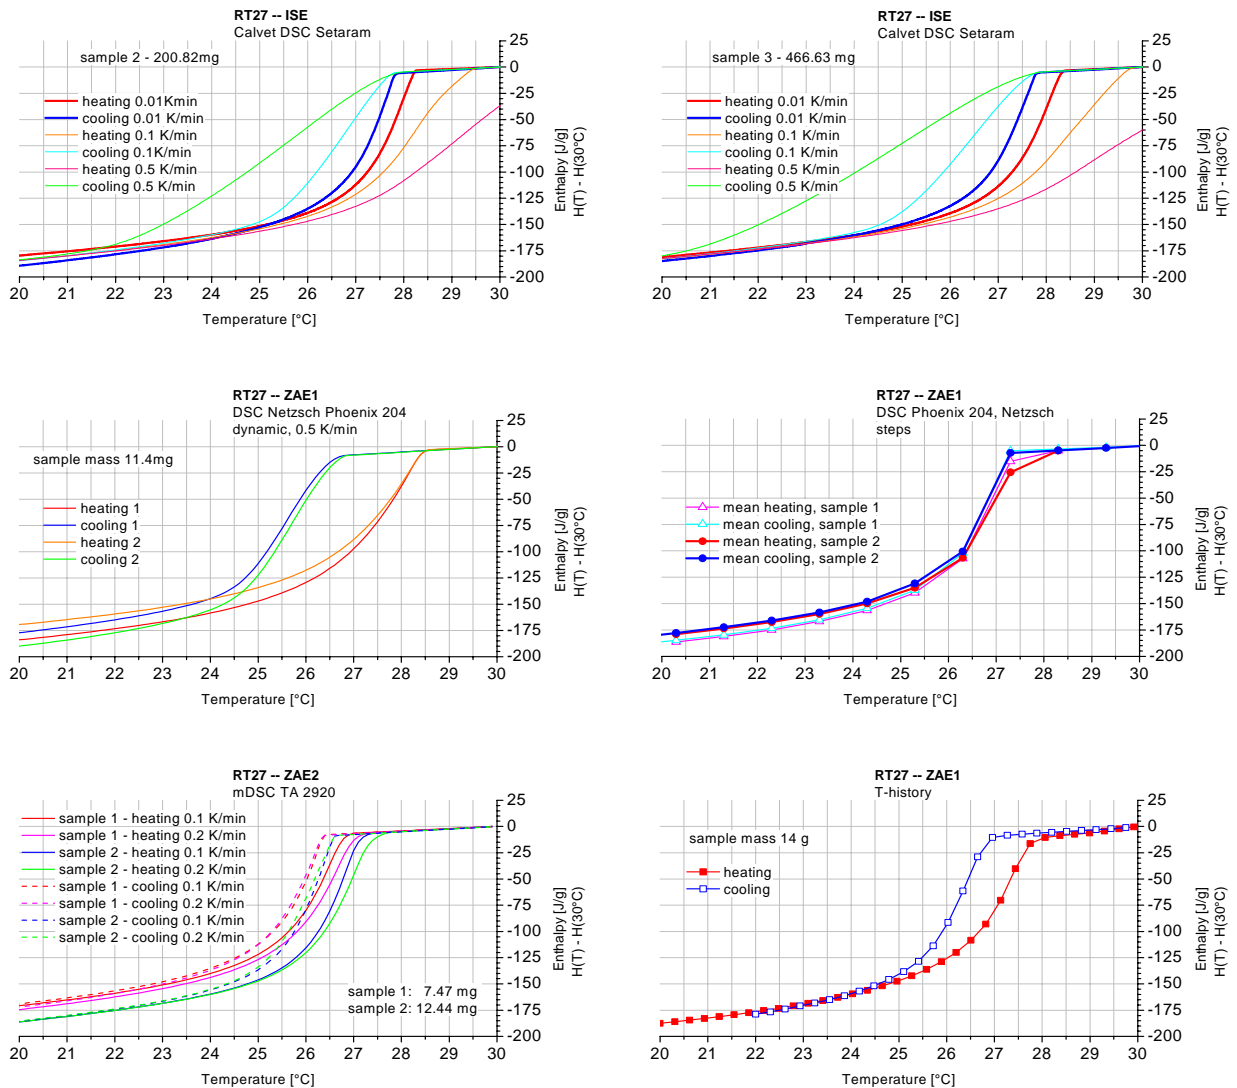 RT27 -- ISE
Calvet DSC Setaram
sample 2 - 200.82mg
heating 0.01Kmin
cooling 0.01 K/min
heating 0.1 K/min
cooling 0.1K/min
heating 0.5 K/min
cooling 0.5 K/min
25
0
-25
-50
-75
-100
-125
-150
-175
-200
Enthalpy [J/g]
H(T) - H(30°C)
20 21 22 23 24 25 26 27 28 29 30
Temperature [°C]
RT27 -- ISE
Calvet DSC Setaram
sample 3 - 466.63 mg
heating 0.01 K/min
cooling 0.01 K/min
heating 0.1 K/min
cooling 0.1 K/min
heating 0.5 K/min
cooling 0.5 K/min
25
0
-25
-50
-75
-100
-125
-150
-175
-200
Enthalpy [J/g]
H(T) - H(30°C)
20 21 22 23 24 25 26 27 28 29 30
Temperature [°C]
RT27 -- ZAE1
DSC Netzsch Phoenix 204
dynamic, 0.5 K/min
sample mass 11.4mg
heating 1
cooling 1
heating 2
cooling 2
25
0
-25
-50
-75
-100
-125
-150
-175
-200
Enthalpy [J/g]
H(T) - H(30°C)
20 21 22 23 24 25 26 27 28 29 30
Temperature [°C]
RT27 -- ZAE1
DSC Phoenix 204, Netzsch
steps
mean heating, sample 1
mean cooling, sample 1
mean heating, sample 2
mean cooling, sample 2
25
0
-25
-50
-75
-100
-125
-150
-175
-200
Enthalpy [J/g]
H(T) - H(30°C)
20 21 22 23 24 25 26 27 28 29 30
Temperature [°C]
RT27 -- ZAE2
mDSC TA 2920
sample 1 - heating 0.1 K/min
sample 1 - heating 0.2 K/min
sample 2 - heating 0.1 K/min
sample 2 - heating 0.2 K/min
sample 1 - cooling 0.1 K/min
sample 1 - cooling 0.2 K/min
sample 2 - cooling 0.1 K/min
sample 2 - cooling 0.2 K/min
sample 1: 7.47 mg
sample 2: 12.44 mg
25
0
-25
-50
-75
-100
-125
-150
-175
-200
Enthalpy [J/g]
H(T) - H(30°C)
20 21 22 23 24 25 26 27 28 29 30
Temperature [°C]
RT27 -- ZAE1
T-history
sample mass 14 g
heating
cooling
25
0
-25
-50
-75
-100
-125
-150
-175
-200
Enthalpy [J/g]
H(T) - H(30°C)
20 21 22 23 24 25 26 27 28 29 30
Temperature [°C]